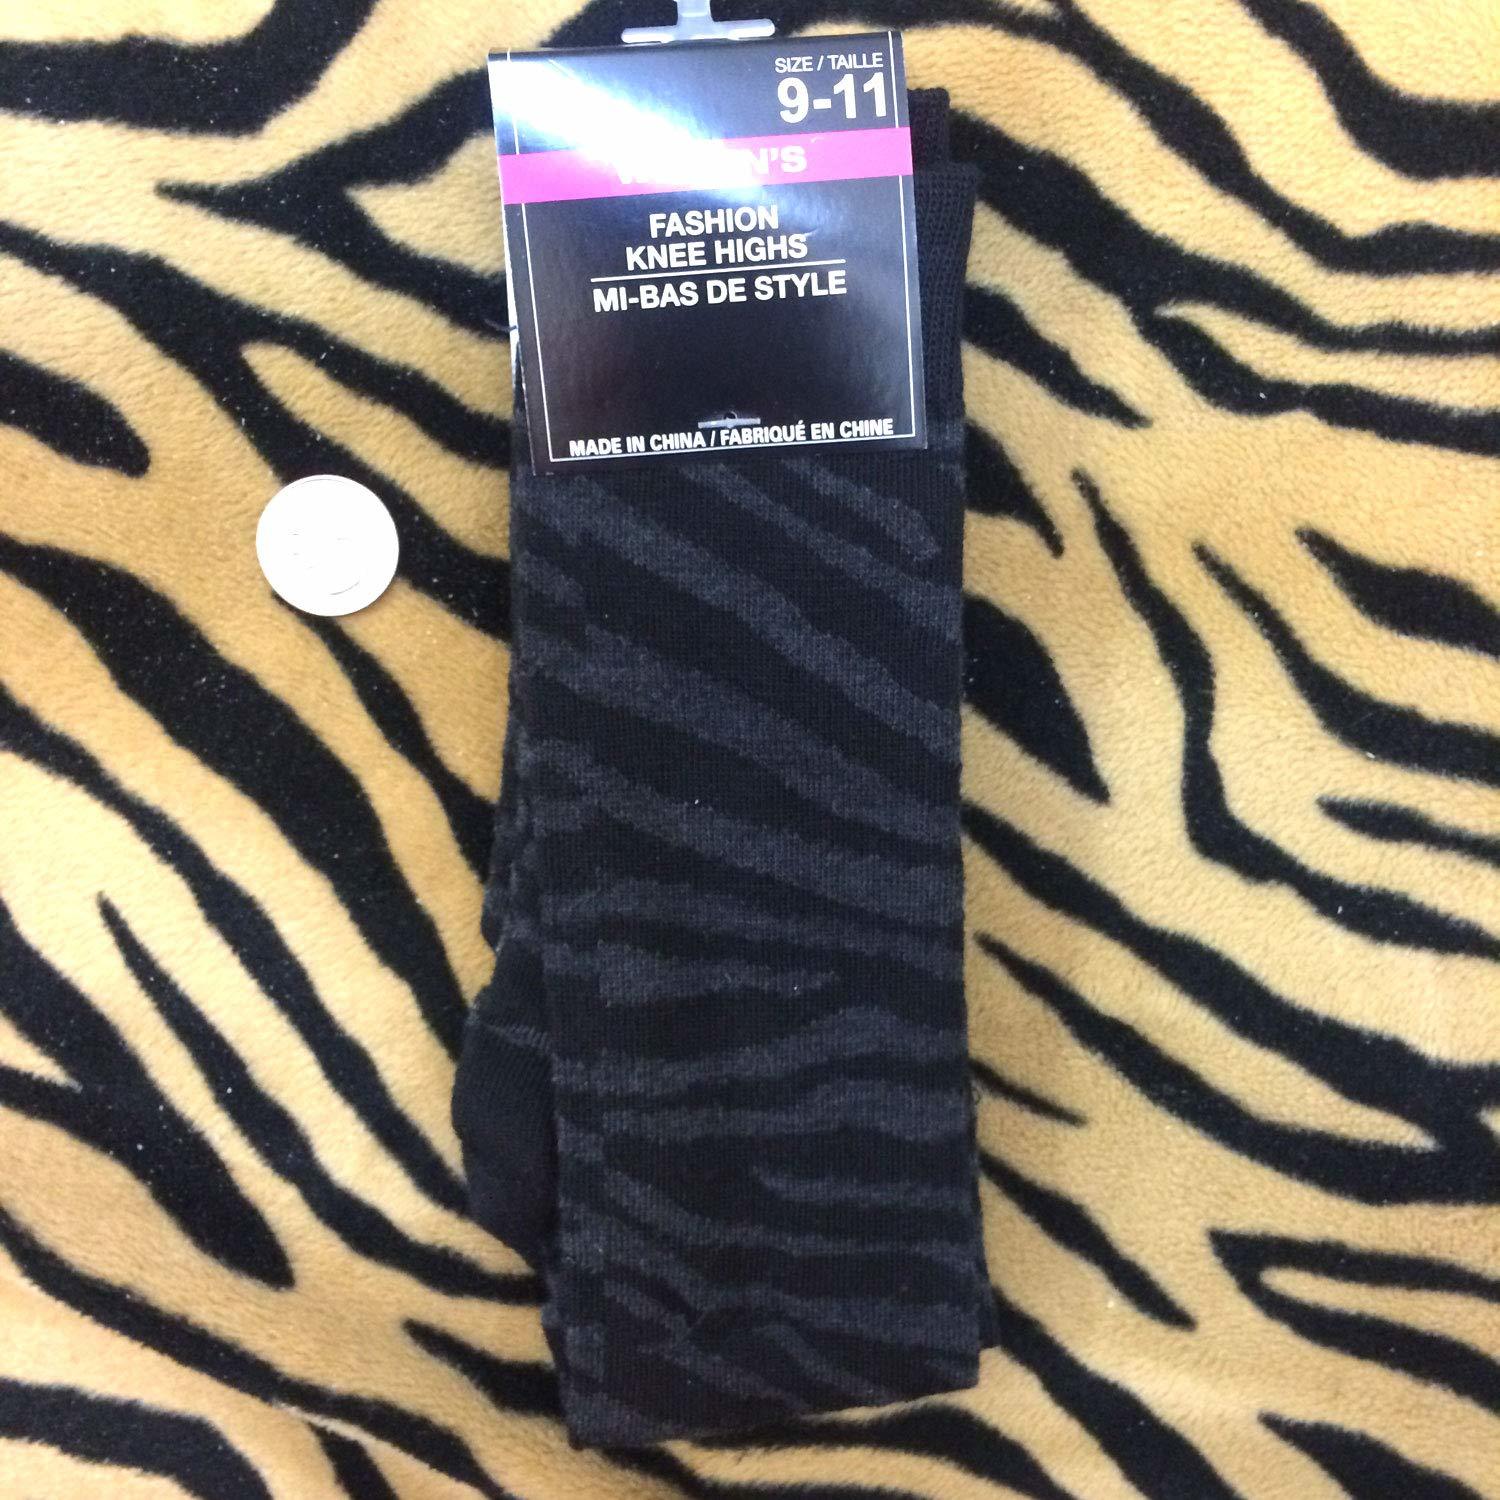 SIZE / TAILLE
9-11
FASHION
KNEE HIGHS
MI-BAS DE STYLE
MADE IN CHINA / FABRIQUÉ EN CHINE